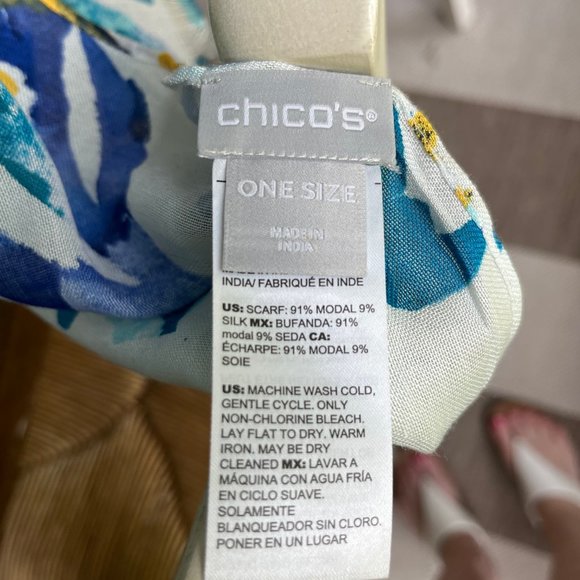 chico's®
ONE SIZE
MADE IN
INDIA
INDIA/ FABRIQUÉ EN INDE
US: SCARF: 91% MODAL 9%
SILK MX: BUFANDA: 91%
modal 9% SEDA CA:
ÉCHARPE: 91% MODAL 9%
SOIE
US: MACHINE WASH COLD,
GENTLE CYCLE. ONLY
NON-CHLORINE BLEACH.
LAY FLAT TO DRY. WARM
IRON. MAY BE DRY
CLEANED MX: LAVAR A
MÁQUINA CON AGUA FRÍA
EN CICLO SUAVE.
SOLAMENTE
BLANQUEADOR SIN CLORO.
PONER EN UN LUGAR